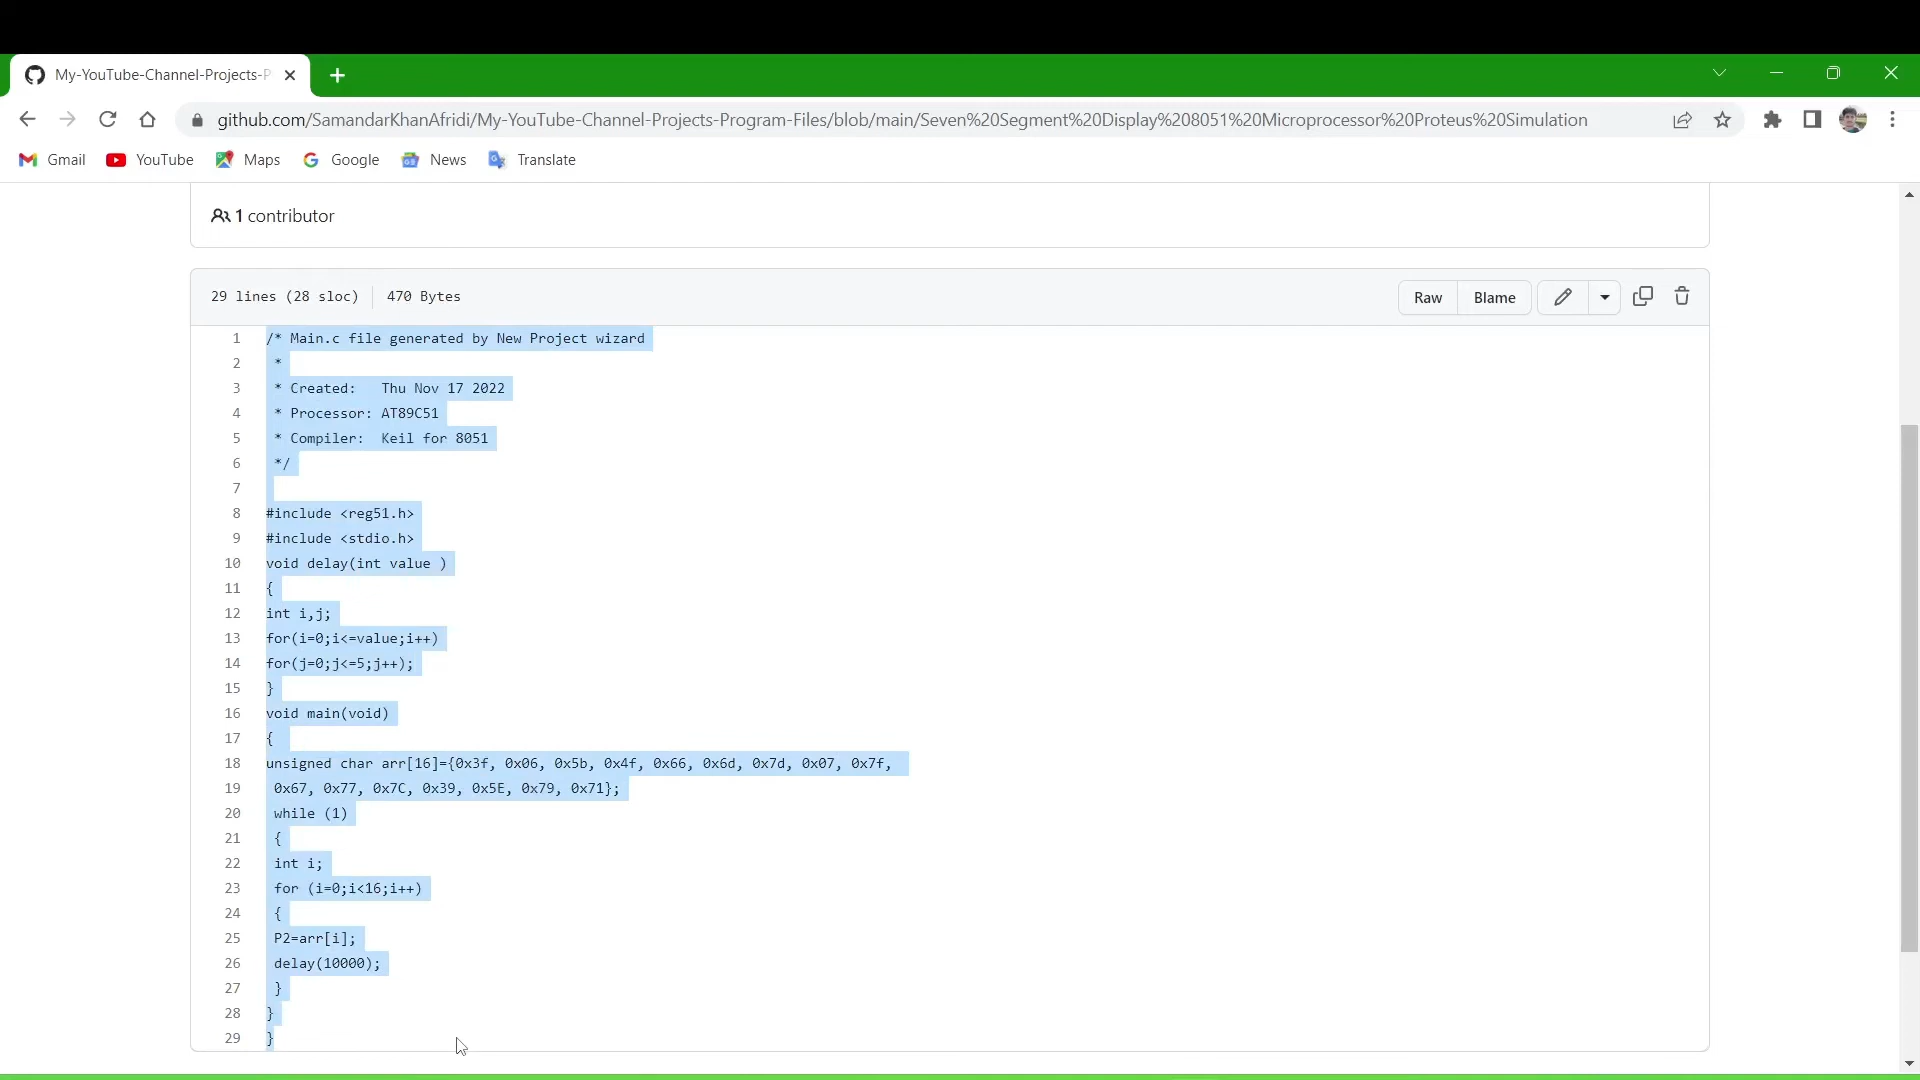 My-YouTube-Channel-Projects-P
github.com/SamandarKhanAfridi/My-YouTube-Channel-Projects-Program-Files/blob/main/Seven%20Segment%20Display%208051%20Microprocessor%20Proteus%20Simulation
Gmail YouTube Maps Google News Translate
1 contributor
29 lines (28 sloc) 470 Bytes Raw Blame
1 /* Main.c file generated by New Project wizard
2 *
3 * Created: Thu Nov 17 2022
4 * Processor: AT89C51
5 * Compiler: Keil for 8051
6 */
7
8 #include <reg51.h>
9 #include <stdio.h>
10 void delay(int value )
11 {
12 int i,j;
13 for(i=0;i<=value;i++)
14 for(j=0;j<=5;j++);
15 }
16 void main(void)
17 {
18 unsigned char arr[16]={0x3f, 0x06, 0x5b, 0x4f, 0x66, 0x6d, 0x7d, 0x07, 0x7f,
19 0x67, 0x77, 0x7C, 0x39, 0x5E, 0x79, 0x71};
20 while (1)
21 {
22 int i;
23 for (i=0;i<16;i++)
24 {
25 P2=arr[i];
26 delay(10000);
27 }
28 }
29 }